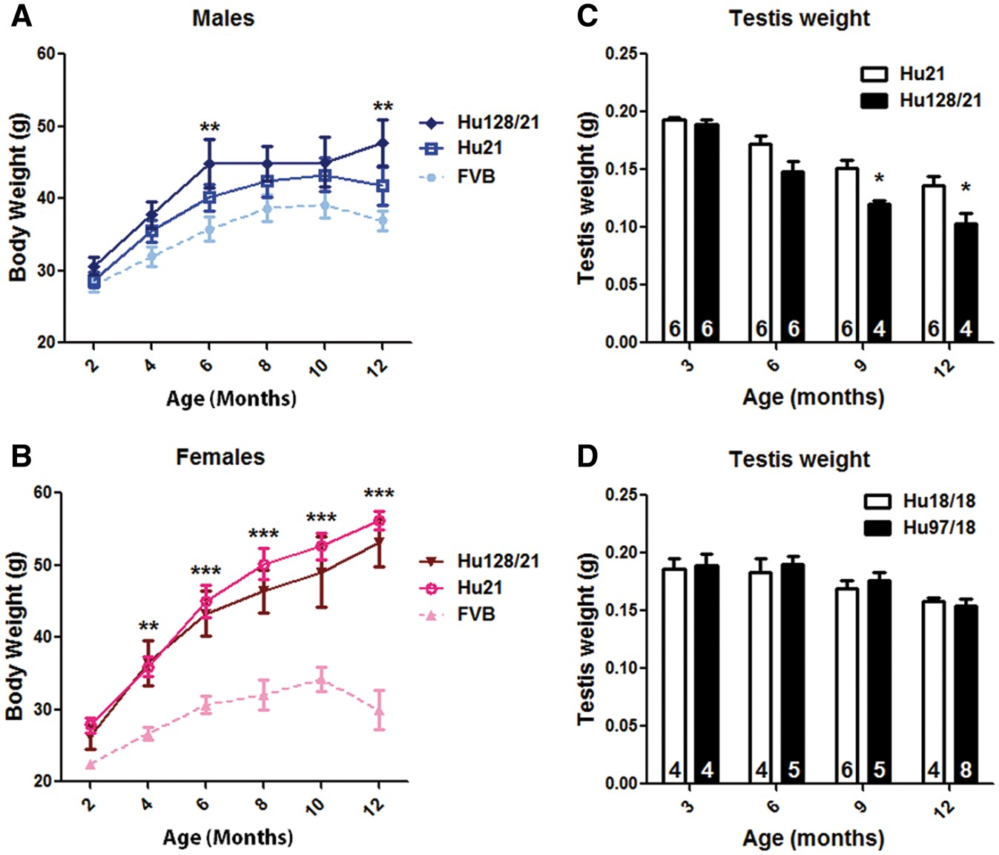 A
Males
Body Weight (g)
60
50
40
30
20
**
**
Hu128/21
Hu21
FVB
2
4
6
8
10
12
Age (Months)
B
Females
Body Weight (g)
60
50
40
30
20
**
***
***
***
***
Hu128/21
Hu21
FVB
2
4
6
8
10
12
Age (Months)
C
Testis weight
Testis weight (g)
0.25
0.20
0.15
0.10
0.05
0.00
Hu21
Hu128/21
*
*
6 6 6 6 6 4 6 4
3
6
9
12
Age (months)
D
Testis weight
Testis weight (g)
0.25
0.20
0.15
0.10
0.05
0.00
Hu18/18
Hu97/18
4 4 4 5 6 5 4 8
3
6
9
12
Age (months)